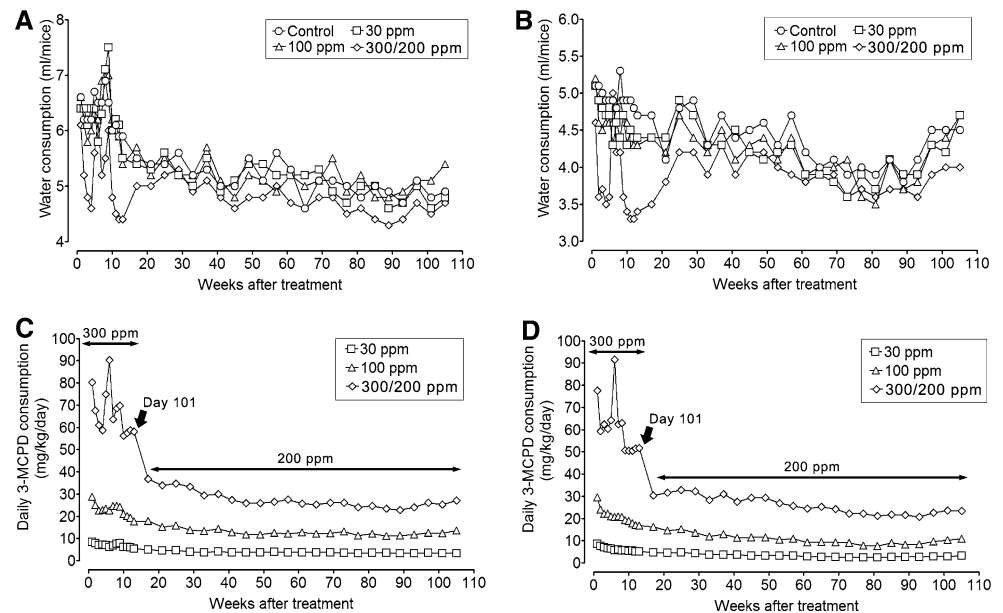 A
Water consumption (ml/mice)
8
7
6
5
4
Control
30 ppm
100 ppm
300/200 ppm
0 10 20 30 40 50 60 70 80 90 100 110
Weeks after treatment
B
Water consumption (ml/mice)
6.0
5.5
5.0
4.5
4.0
3.5
3.0
Control
30 ppm
100 ppm
300/200 ppm
0 10 20 30 40 50 60 70 80 90 100 110
Weeks after treatment
C
Daily 3-MCPD consumption
(mg/kg/day)
100
90
80
70
60
50
40
30
20
10
0
300 ppm
Day 101
200 ppm
30 ppm
100 ppm
300/200 ppm
0 10 20 30 40 50 60 70 80 90 100 110
Weeks after treatment
D
Daily 3-MCPD consumption
(mg/kg/day)
100
90
80
70
60
50
40
30
20
10
0
300 ppm
Day 101
200 ppm
30 ppm
100 ppm
300/200 ppm
0 10 20 30 40 50 60 70 80 90 100 110
Weeks after treatment